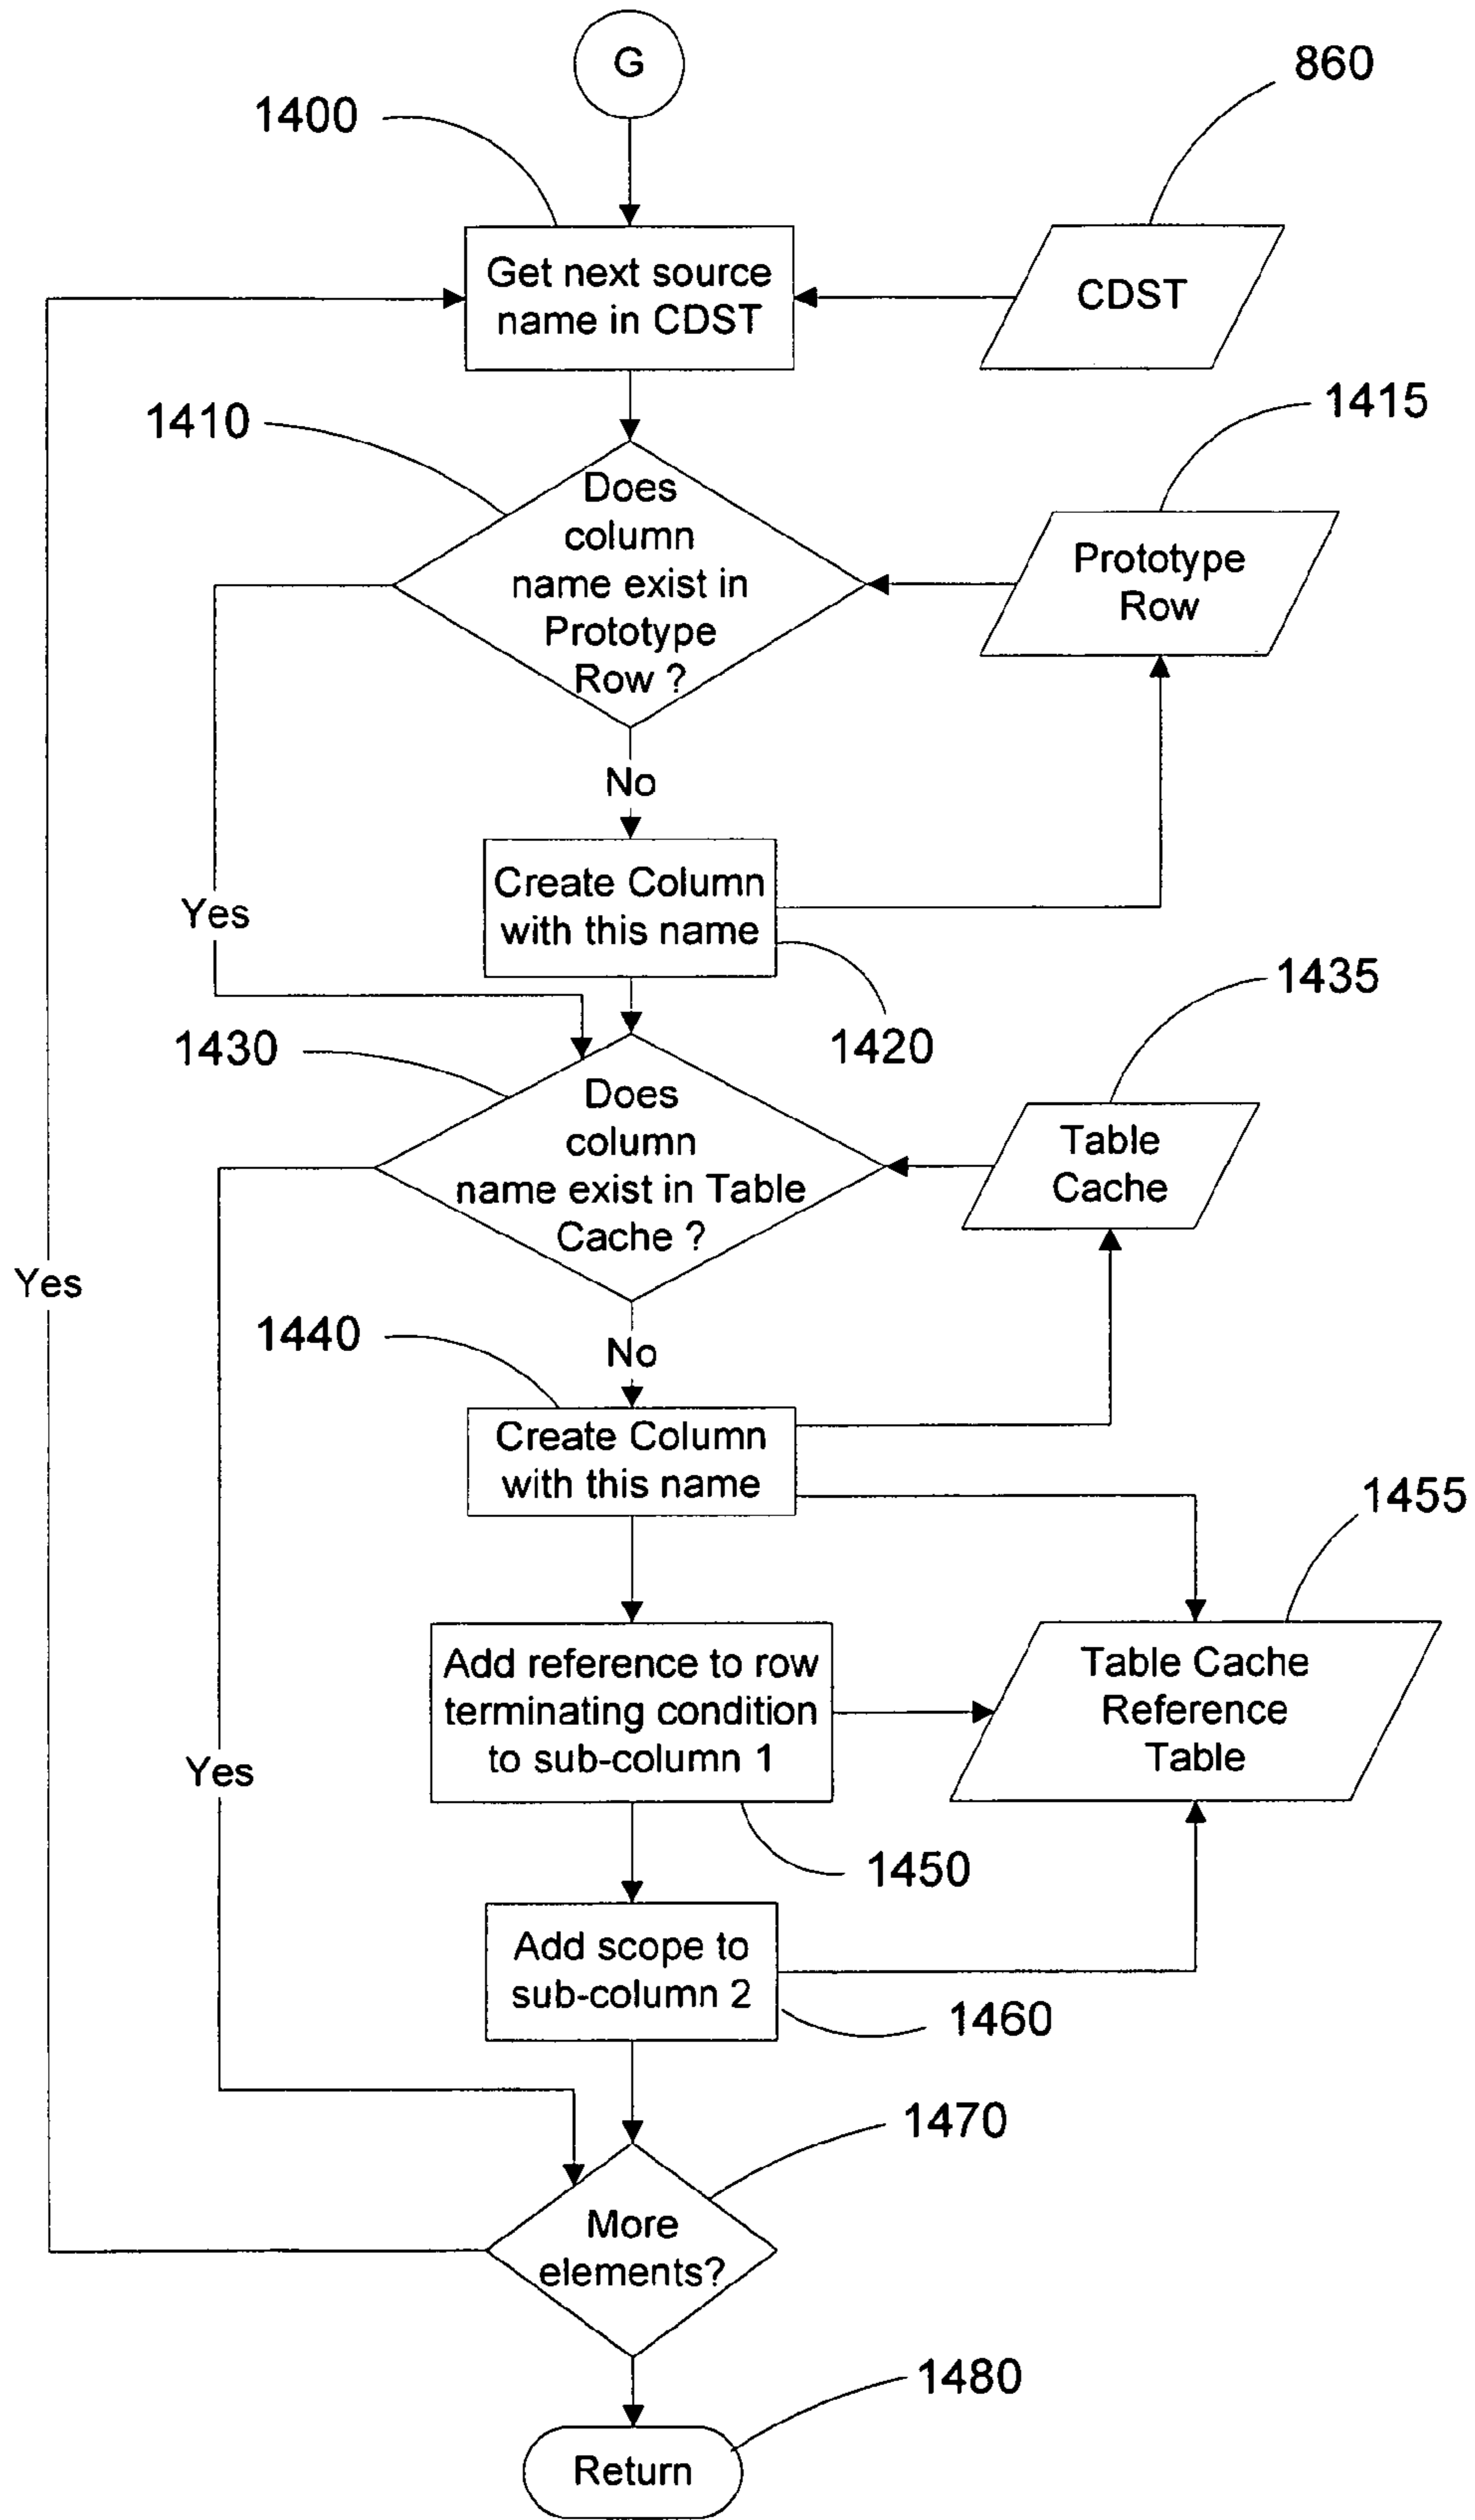 G
860
1400
Get next source
name in CDST
CDST
1410
1415
Does
column
name exist in
Prototype
Row ?
Prototype
Row
No
Create Column
with this name
Yes
1420
1435
1430
Does
column
name exist in Table
Cache ?
Table
Cache
Yes
1440
No
Create Column
with this name
1455
Add reference to row
terminating condition
to sub-column 1
Table Cache
Reference
Table
Yes
1450
Add scope to
sub-column 2
1460
1470
More
elements?
1480
Return